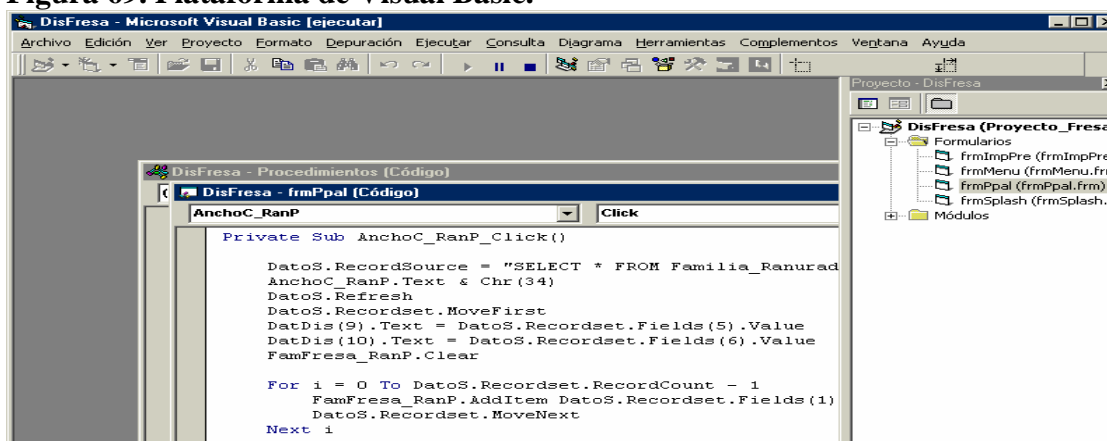 Figura 69. Plataforma de Visual Basic.
DisFresa - Microsoft Visual Basic [ejecutar]
Archivo Edición Ver Proyecto Formato Depuración Ejecutar Consulta Diagrama Herramientas Complementos Ventana Ayuda
Proyecto - DisFresa
DisFresa (Proyecto_Fresa
Formularios
frmImpPre (frmImpPre
frmMenu (frmMenu.fr
frmPpal (frmPpal.frm)
frmSplash (frmSplash.
Módulos
DisFresa - Procedimientos (Código)
DisFresa - frmPpal (Código)
AnchoC_RanP Click
Private Sub AnchoC_RanP_Click()
DatoS.RecordSource = "SELECT * FROM Familia_Ranurad
AnchoC_RanP.Text & Chr(34)
DatoS.Refresh
DatoS.Recordset.MoveFirst
DatDis(9).Text = DatoS.Recordset.Fields(5).Value
DatDis(10).Text = DatoS.Recordset.Fields(6).Value
FamFresa_RanP.Clear
For i = 0 To DatoS.Recordset.RecordCount - 1
FamFresa_RanP.AddItem DatoS.Recordset.Fields(1)
DatoS.Recordset.MoveNext
Next i